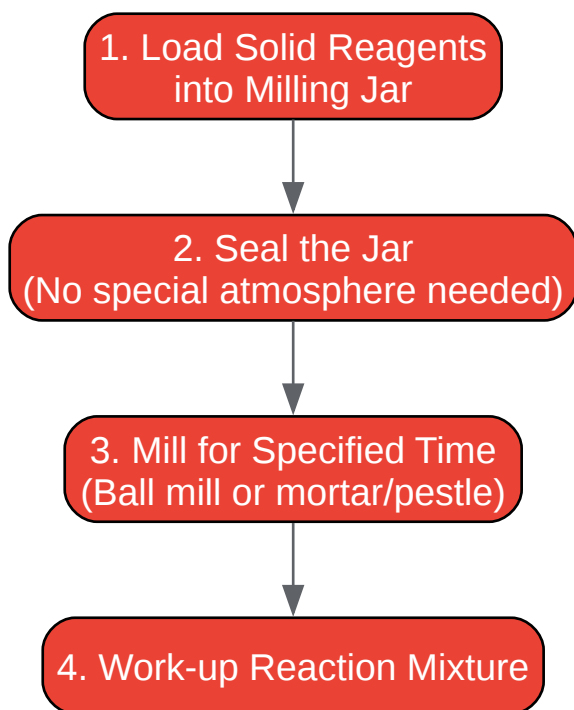 1. Load Solid Reagents
into Milling Jar
2. Seal the Jar
(No special atmosphere needed)
3. Mill for Specified Time
(Ball mill or mortar/pestle)
4. Work-up Reaction Mixture